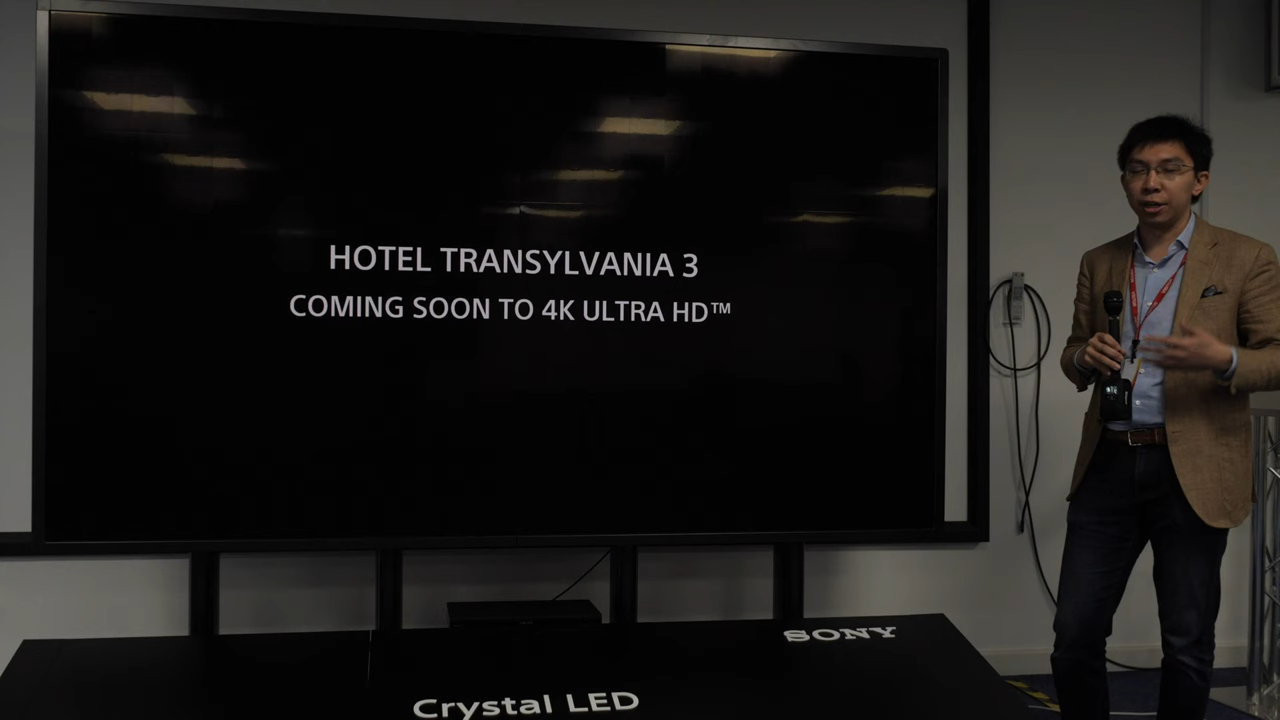 HOTEL TRANSYLVANIA 3
COMING SOON TO 4K ULTRA HD™
SONY
Crystal LED